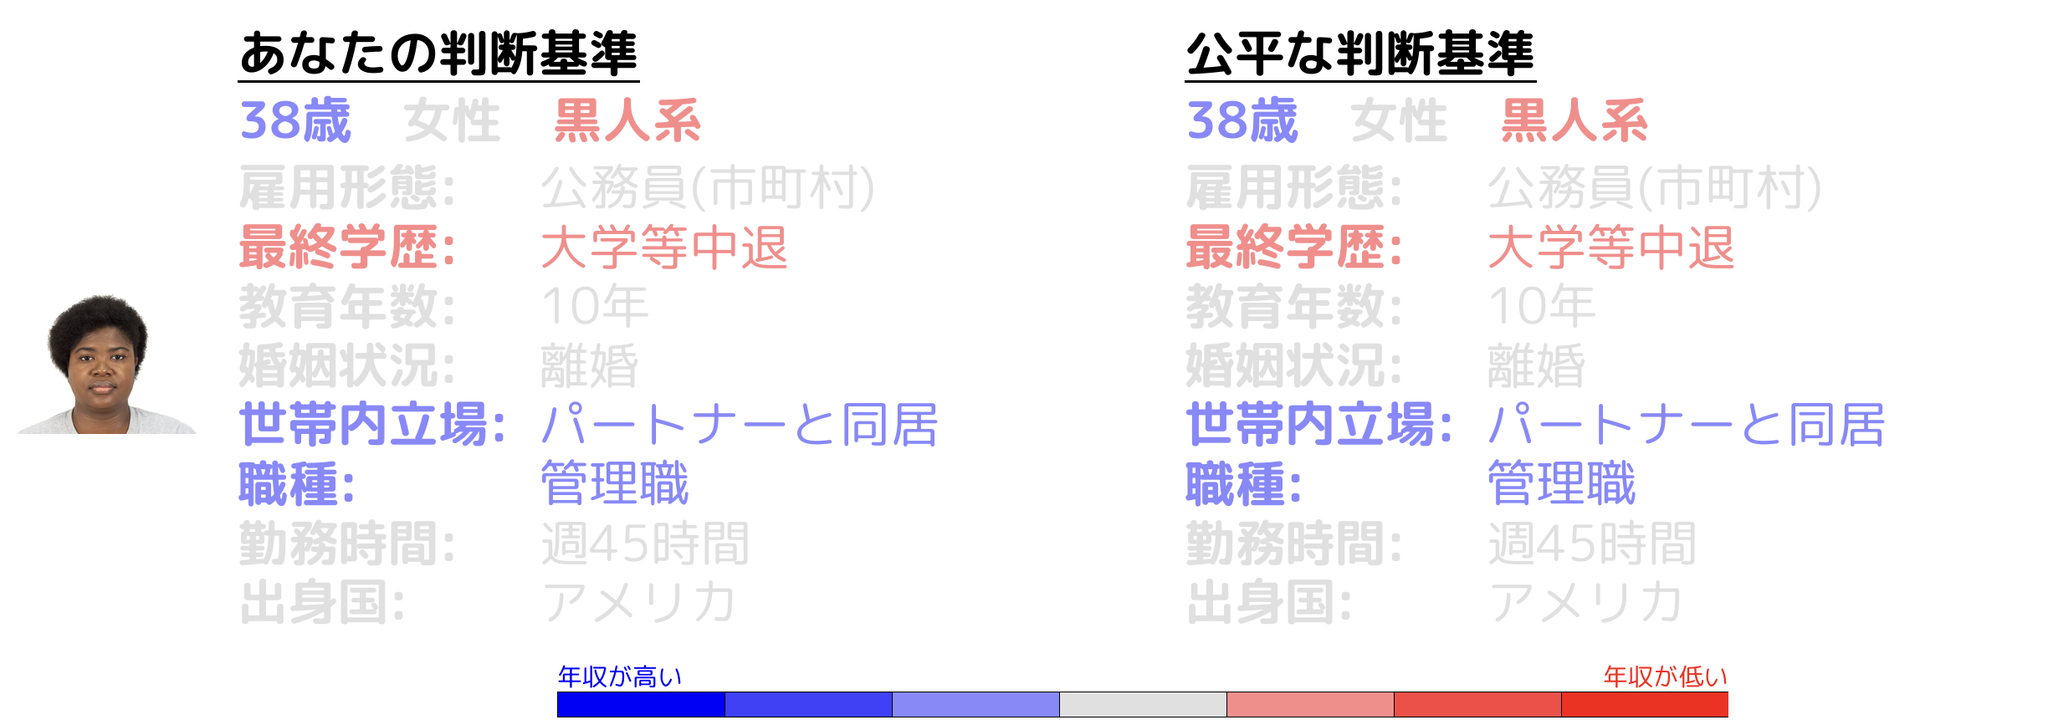 あなたの判断基準
38歳 女性 黒人系
雇用形態: 公務員(市町村)
最終学歴: 大学等中退
教育年数: 10年
婚姻状況: 離婚
世帯内立場: パートナーと同居
職種: 管理職
勤務時間: 週45時間
出身国: アメリカ
公平な判断基準
38歳 女性 黒人系
雇用形態: 公務員(市町村)
最終学歴: 大学等中退
教育年数: 10年
婚姻状況: 離婚
世帯内立場: パートナーと同居
職種: 管理職
勤務時間: 週45時間
出身国: アメリカ
年収が高い 年収が低い